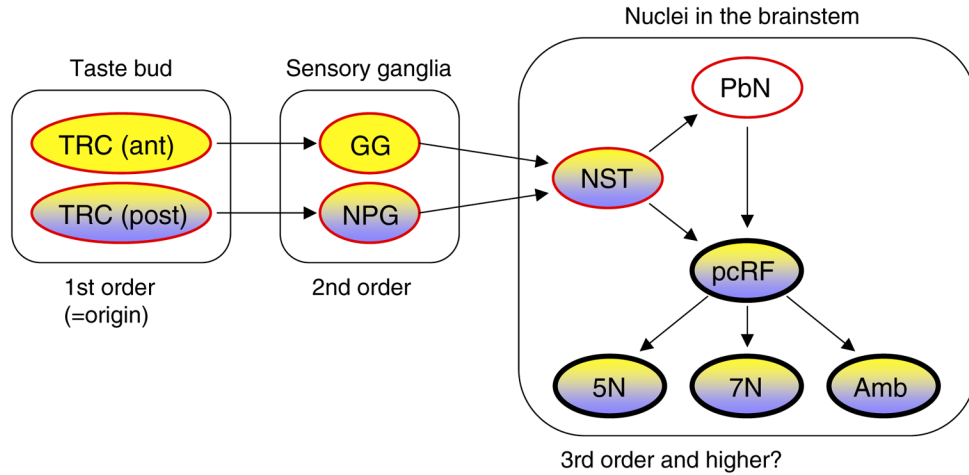 Nuclei in the brainstem
Taste bud
Sensory ganglia
PbN
TRC (ant)
GG
NST
TRC (post)
NPG
pcRF
1st order
(=origin)
2nd order
5N
7N
Amb
3rd order and higher?